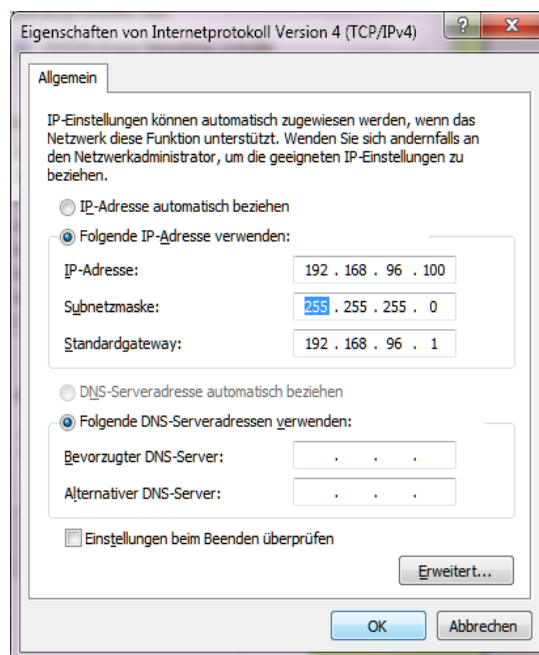 Eigenschaften von Internetprotokoll Version 4 (TCP/IPv4)
Allgemein
IP-Einstellungen können automatisch zugewiesen werden, wenn das
Netzwerk diese Funktion unterstützt. Wenden Sie sich andernfalls an
den Netzwerkadministrator, um die geeigneten IP-Einstellungen zu
beziehen.
IP-Adresse automatisch beziehen
Folgende IP-Adresse verwenden:
IP-Adresse: 192 . 168 . 96 . 100
Subnetzmaske: 255 . 255 . 255 . 0
Standardgateway: 192 . 168 . 96 . 1
DNS-Serveradresse automatisch beziehen
Folgende DNS-Serveradressen verwenden:
Bevorzugter DNS-Server: . . .
Alternativer DNS-Server: . . .
Einstellungen beim Beenden überprüfen
Erweitert...
OK Abbrechen